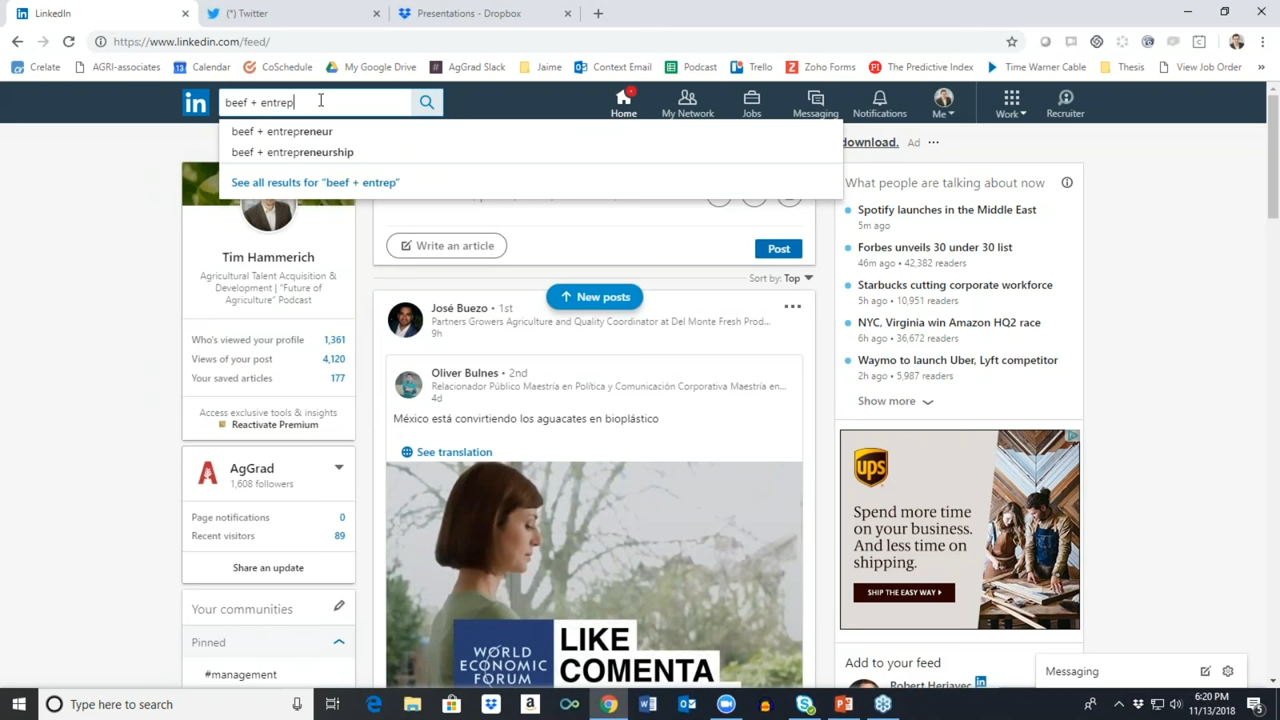 LinkedIn
(*) Twitter
Presentations - Dropbox
https://www.linkedin.com/feed/
Crelate
AGRI-associates
Calendar
CoSchedule
My Google Drive
AgGrad Slack
Jaime
Context Email
Podcast
Trello
Zoho Forms
The Predictive Index
Time Warner Cable
Thesis
View Job Order
in
beef + entrep
Home
My Network
Jobs
Messaging
Notifications
Me
Work
Recruiter
beef + entrepreneur
beef + entrepreneurship
See all results for "beef + entrep"
download.
Ad
Tim Hammerich
Agricultural Talent Acquisition &
Development | "Future of
Agriculture" Podcast
Who's viewed your profile
1,361
Views of your post
4,120
Your saved articles
177
Access exclusive tools & insights
Reactivate Premium
AgGrad
1,608 followers
Page notifications
0
Recent visitors
89
Share an update
Your communities
Pinned
#management
Write an article
Post
Sort by: Top
New posts
José Buezo • 1st
Partners Growers Agriculture and Quality Coordinator at Del Monte Fresh Prod...
9h
Oliver Bulnes • 2nd
Relacionador Público Maestría en Política y Comunicación Corporativa Maestría en...
4d
México está convirtiendo los aguacates en bioplástico
See translation
WORLD
ECONOMIC
FORUM
LIKE
COMENTA
What people are talking about now
Spotify launches in the Middle East
5m ago
Forbes unveils 30 under 30 list
46m ago • 42,382 readers
Starbucks cutting corporate workforce
5h ago • 10,951 readers
NYC, Virginia win Amazon HQ2 race
6h ago • 36,672 readers
Waymo to launch Uber, Lyft competitor
2h ago • 5,987 readers
Show more
ups
Spend more time
on your business.
And less time on
shipping.
SHIP THE EASY WAY
Add to your feed
Robert Herjavec
Messaging
Type here to search
6:20 PM
11/13/2018